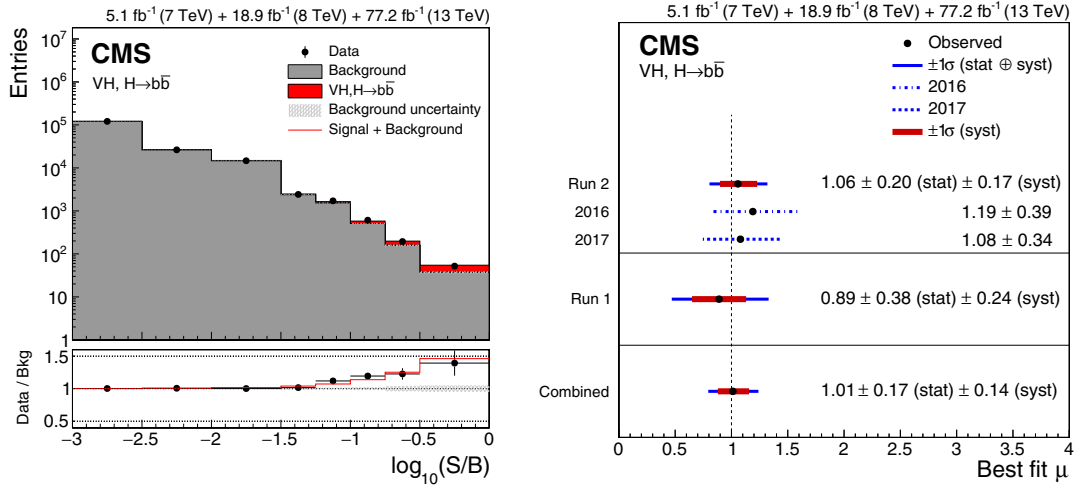 5.1 fb⁻¹ (7 TeV) + 18.9 fb⁻¹ (8 TeV) + 77.2 fb⁻¹ (13 TeV)
Entries
10⁷
10⁶
10⁵
10⁴
10³
10²
10
1
CMS
VH, H→bb̅
Data
Background
VH,H→bb̅
Background uncertainty
Signal + Background
Data / Bkg
1.5
1
0.5
−3 −2.5 −2 −1.5 −1 −0.5 0
log₁₀(S/B)
5.1 fb⁻¹ (7 TeV) + 18.9 fb⁻¹ (8 TeV) + 77.2 fb⁻¹ (13 TeV)
CMS
VH, H→bb̅
Observed
±1σ (stat ⊕ syst)
2016
2017
±1σ (syst)
Run 2 1.06 ± 0.20 (stat) ± 0.17 (syst)
2016 1.19 ± 0.39
2017 1.08 ± 0.34
Run 1 0.89 ± 0.38 (stat) ± 0.24 (syst)
Combined 1.01 ± 0.17 (stat) ± 0.14 (syst)
0 0.5 1 1.5 2 2.5 3 3.5 4
Best fit μ